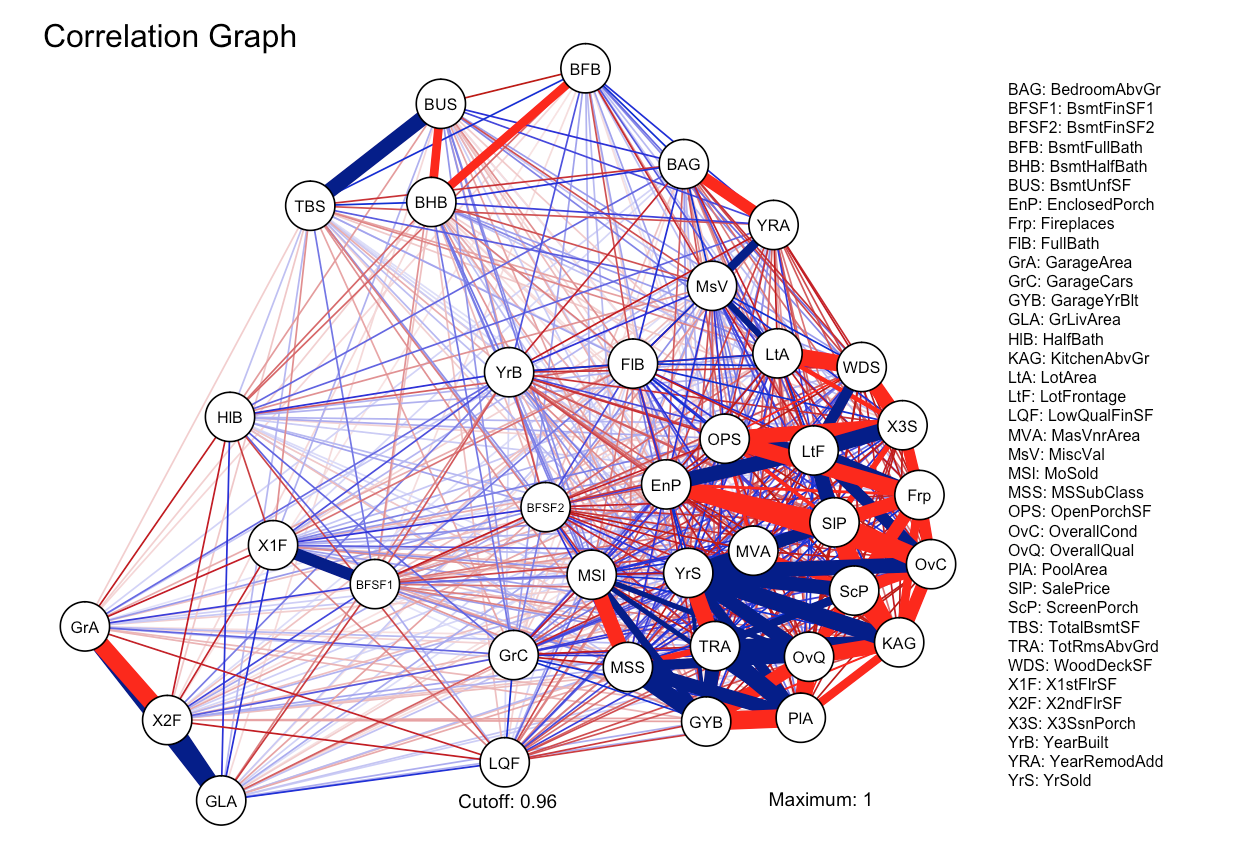 Correlation Graph
BFB
BUS
BAG
TBS
BHB
YRA
MsV
LtA
WDS
FlB
YrB
HlB
X3S
OPS
LtF
EnP
Frp
BFSF2
SlP
X1F
MVA
OvC
YrS
MSI
BFSF1
ScP
GrA
KAG
TRA
GrC
OvQ
MSS
X2F
PlA
GYB
LQF
GLA
Cutoff: 0.96
Maximum: 1
BAG: BedroomAbvGr
BFSF1: BsmtFinSF1
BFSF2: BsmtFinSF2
BFB: BsmtFullBath
BHB: BsmtHalfBath
BUS: BsmtUnfSF
EnP: EnclosedPorch
Frp: Fireplaces
FlB: FullBath
GrA: GarageArea
GrC: GarageCars
GYB: GarageYrBlt
GLA: GrLivArea
HlB: HalfBath
KAG: KitchenAbvGr
LtA: LotArea
LtF: LotFrontage
LQF: LowQualFinSF
MVA: MasVnrArea
MsV: MiscVal
MSl: MoSold
MSS: MSSubClass
OPS: OpenPorchSF
OvC: OverallCond
OvQ: OverallQual
PlA: PoolArea
SlP: SalePrice
ScP: ScreenPorch
TBS: TotalBsmtSF
TRA: TotRmsAbvGrd
WDS: WoodDeckSF
X1F: X1stFlrSF
X2F: X2ndFlrSF
X3S: X3SsnPorch
YrB: YearBuilt
YRA: YearRemodAdd
YrS: YrSold